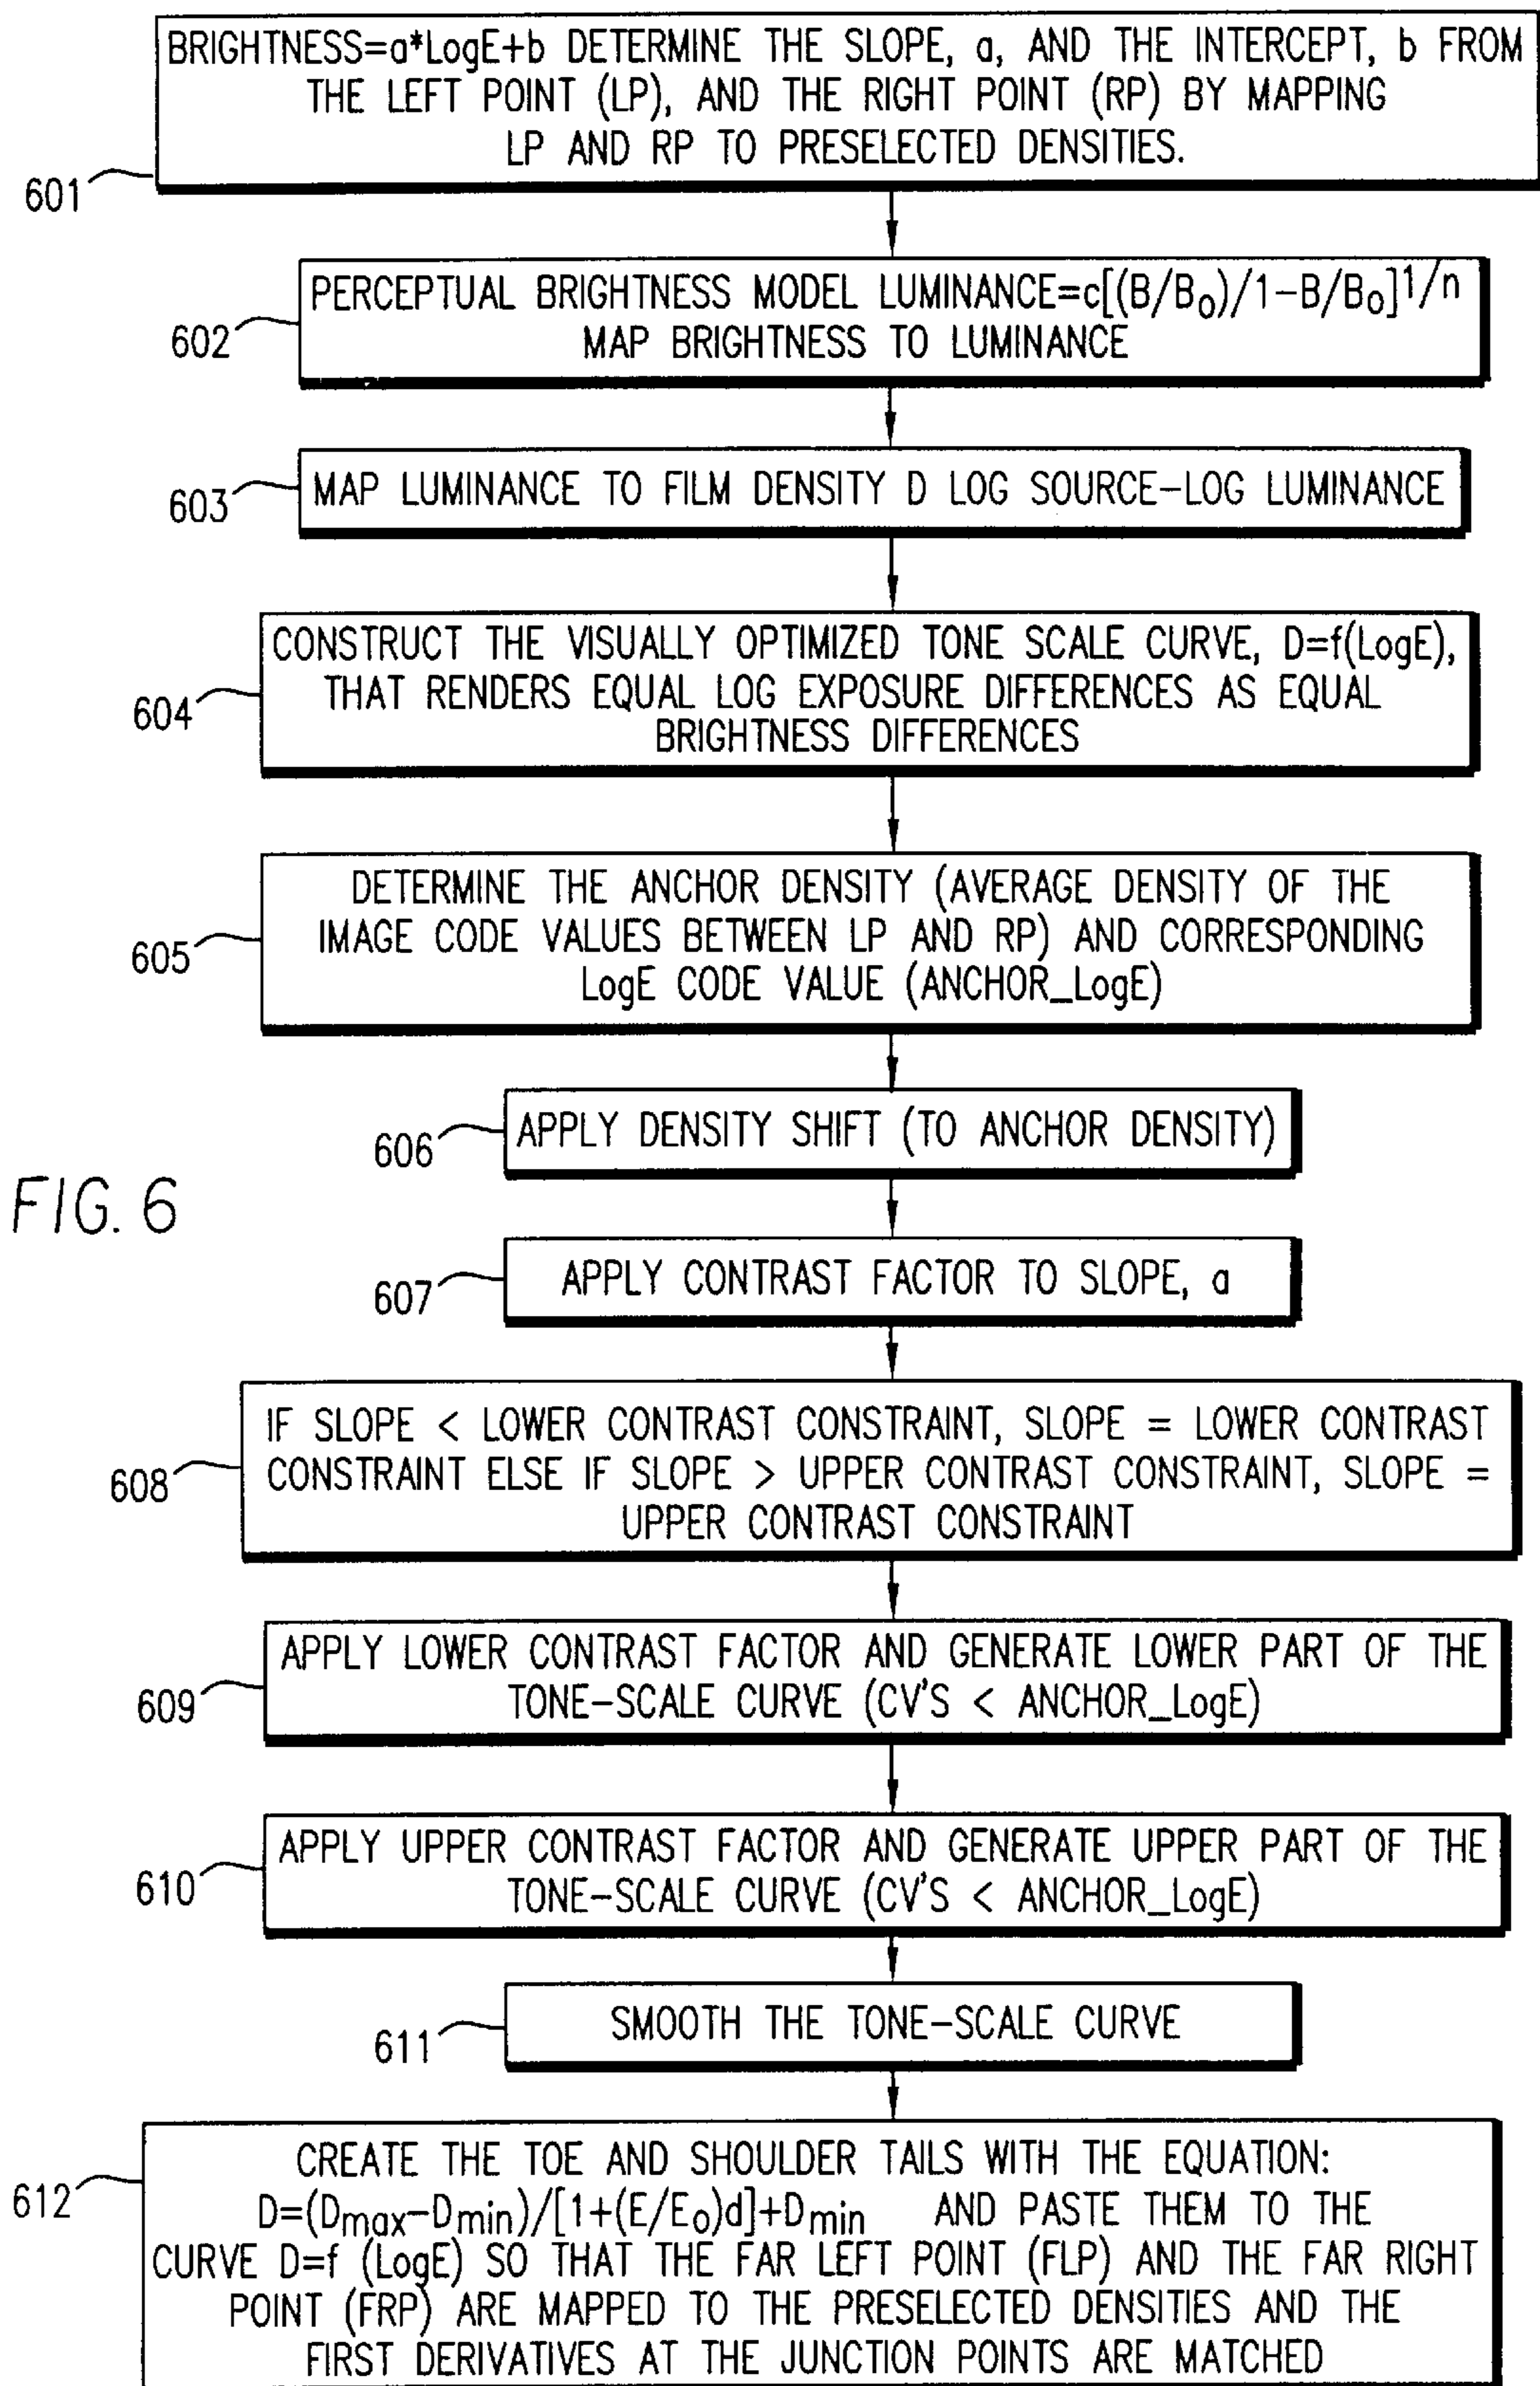 BRIGHTNESS=a*LogE+b DETERMINE THE SLOPE, a, AND THE INTERCEPT, b FROM
THE LEFT POINT (LP), AND THE RIGHT POINT (RP) BY MAPPING
LP AND RP TO PRESELECTED DENSITIES.
601
PERCEPTUAL BRIGHTNESS MODEL LUMINANCE=c[(B/B₀)/1-B/B₀]¹/ⁿ
MAP BRIGHTNESS TO LUMINANCE
602
MAP LUMINANCE TO FILM DENSITY D LOG SOURCE-LOG LUMINANCE
603
CONSTRUCT THE VISUALLY OPTIMIZED TONE SCALE CURVE, D=f(LogE),
THAT RENDERS EQUAL LOG EXPOSURE DIFFERENCES AS EQUAL
BRIGHTNESS DIFFERENCES
604
DETERMINE THE ANCHOR DENSITY (AVERAGE DENSITY OF THE
IMAGE CODE VALUES BETWEEN LP AND RP) AND CORRESPONDING
LogE CODE VALUE (ANCHOR_LogE)
605
APPLY DENSITY SHIFT (TO ANCHOR DENSITY)
606
FIG. 6
APPLY CONTRAST FACTOR TO SLOPE, a
607
IF SLOPE < LOWER CONTRAST CONSTRAINT, SLOPE = LOWER CONTRAST
CONSTRAINT ELSE IF SLOPE > UPPER CONTRAST CONSTRAINT, SLOPE =
UPPER CONTRAST CONSTRAINT
608
APPLY LOWER CONTRAST FACTOR AND GENERATE LOWER PART OF THE
TONE-SCALE CURVE (CV'S < ANCHOR_LogE)
609
APPLY UPPER CONTRAST FACTOR AND GENERATE UPPER PART OF THE
TONE-SCALE CURVE (CV'S < ANCHOR_LogE)
610
SMOOTH THE TONE-SCALE CURVE
611
CREATE THE TOE AND SHOULDER TAILS WITH THE EQUATION:
D=(Dmax-Dmin)/[1+(E/E₀)d]+Dmin AND PASTE THEM TO THE
CURVE D=f (LogE) SO THAT THE FAR LEFT POINT (FLP) AND THE FAR RIGHT
POINT (FRP) ARE MAPPED TO THE PRESELECTED DENSITIES AND THE
FIRST DERIVATIVES AT THE JUNCTION POINTS ARE MATCHED
612